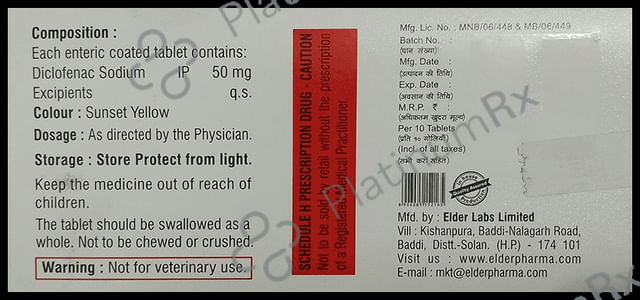 Composition :
Each enteric coated tablet contains:
Diclofenac Sodium IP 50 mg
Excipients q.s.
Colour : Sunset Yellow
Dosage : As directed by the Physician.
Storage : Store Protect from light.
Keep the medicine out of reach of
children.
The tablet should be swallowed as a
whole. Not to be chewed or crushed.
Warning : Not for veterinary use.
SCHEDULE H PRESCRIPTION DRUG - CAUTION
Not to be sold by retail without the prescription
of a Registered Medical Practitioner
Mfg. Lic. No. : MNB/06/448 & MB/06/449
Batch No. :
(घान संख्या)
Mfg. Date :
(उत्पादन की तिथि)
Exp. Date :
(अवसान की तिथि)
M.R.P. ₹ :
(अधिकतम खुदरा मूल्य)
Per 10 Tablets
(प्रति १० गोलियाँ)
(Incl. of all taxes)
(सभी करों सहित)
Quality Assured
Mfd. by : Elder Labs Limited
Vill : Kishanpura, Baddi-Nalagarh Road,
Baddi, Distt.-Solan. (H.P.) - 174 101
Visit us : www.elderpharma.com
E-mail : mkt@elderpharma.com
PlatinumRx
PlatinumRx